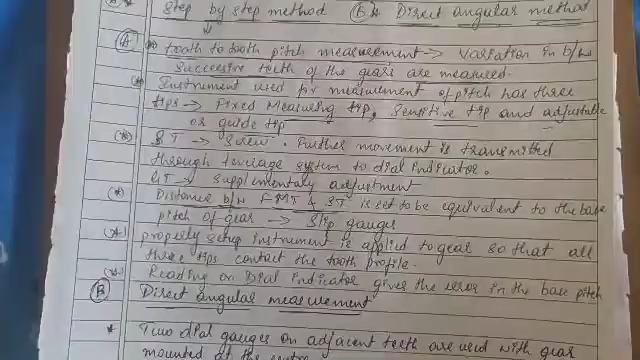 step by step method (B) * Direct angular method
(A) (*) tooth to tooth pitch measurement → variation in b/w
successive teeth of the gears are measured.
(*) Instrument used for measurement of pitch has three
tips → Fixed Measuring tip, Sensitive tip and adjustable
or guide tip
(*) ST → Screw. Further movement is transmitted
through leverage system to dial indicator.
GT → Supplementary adjustment
(*) Distance b/w FMT & ST is set to be equivalent to the base
pitch of gear → Slip gauges
(*) properly setup instrument is applied to gear so that all
three tips contact the tooth profile.
(*) Reading on Dial indicator gives the error in the base pitch
(B) Direct angular measurement
* Two dial gauges on adjacent teeth are used with gear
mounted at the